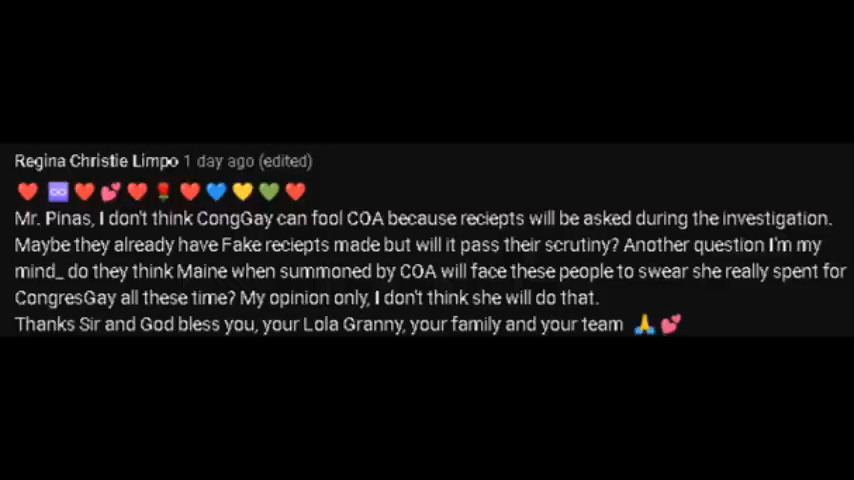 Regina Christie Limpo 1 day ago (edited)
❤️ ♾️ ❤️ 💕 ❤️ 🌹 ❤️ 💙 💛 💚 ❤️
Mr. Pinas, I don't think CongGay can fool COA because reciepts will be asked during the investigation.
Maybe they already have Fake reciepts made but will it pass their scrutiny? Another question I'm my
mind_ do they think Maine when summoned by COA will face these people to swear she really spent for
CongresGay all these time? My opinion only, I don't think she will do that.
Thanks Sir and God bless you, your Lola Granny, your family and your team 🙏 💕